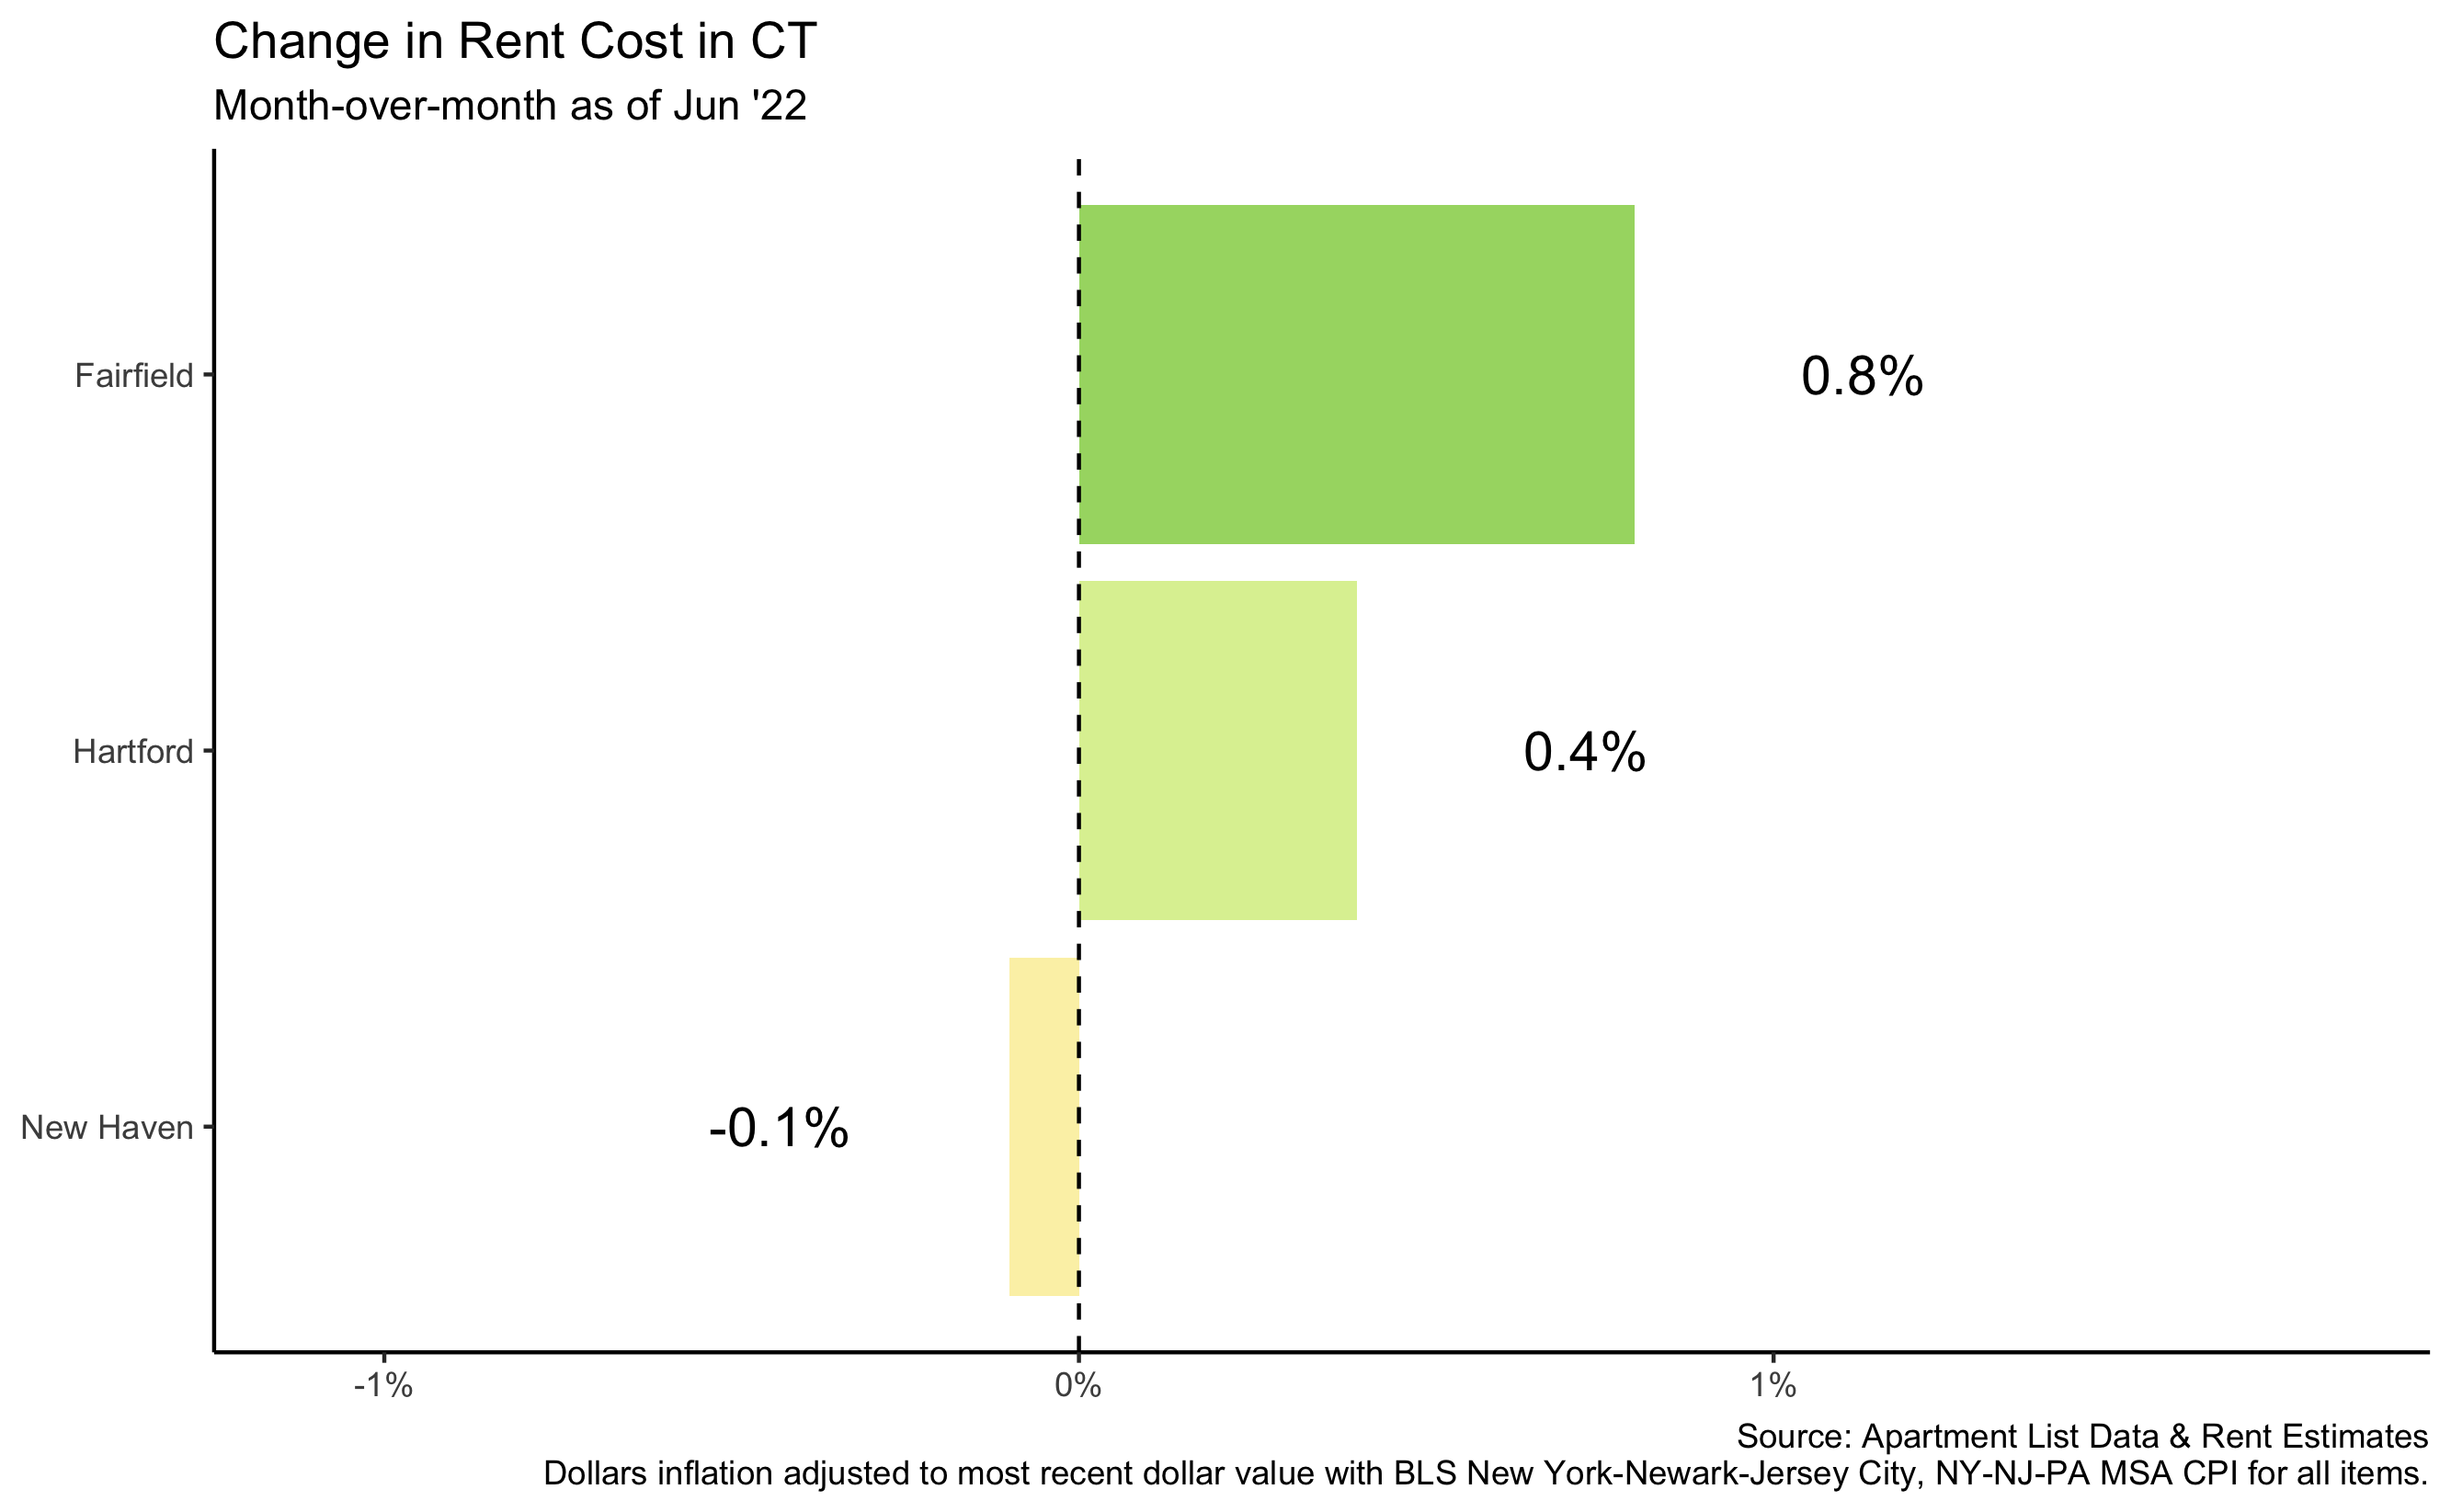 Change in Rent Cost in CT
Month-over-month as of Jun '22
Fairfield
0.8%
Hartford
0.4%
New Haven
-0.1%
-1%
0%
1%
Source: Apartment List Data & Rent Estimates
Dollars inflation adjusted to most recent dollar value with BLS New York-Newark-Jersey City, NY-NJ-PA MSA CPI for all items.